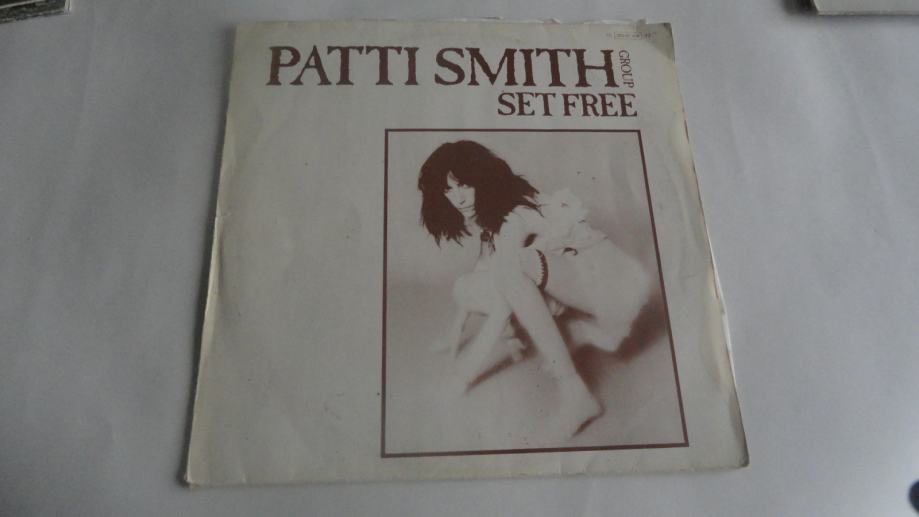 PATTI SMITH
GROUP
SET FREE